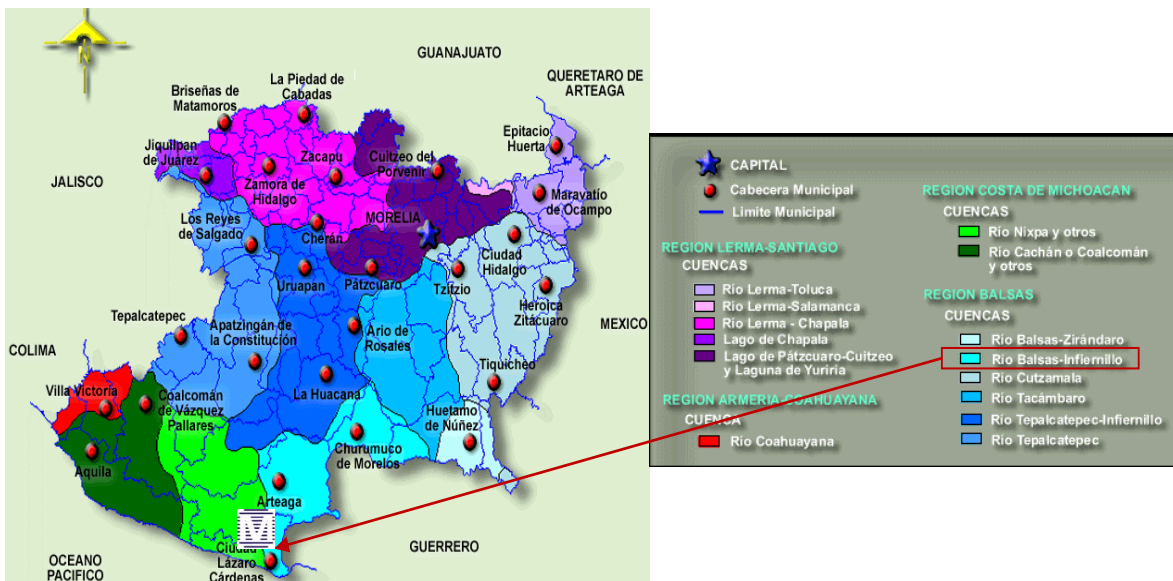 N
GUANAJUATO
QUERETARO DE
ARTEAGA
La Piedad de
Cabadas
Briseñas de
Matamoros
Epitacio
Huerta
Jiquilpan
de Juárez
Zacapu
Cuitzeo del
Porvenir
JALISCO
Zamora de
Hidalgo
Maravatío
de Ocampo
Los Reyes
de Salgado
MORELIA
Cherán
Ciudad
Hidalgo
Uruapan
Pátzcuaro
Tzitzio
Heroica
Zitácuaro
Tepalcatepec
Apatzingán de
la Constitución
Ario de
Rosales
MEXICO
COLIMA
Tiquicheo
Villa Victoria
Coalcomán
de Vázquez
Pallares
La Huacana
Huetamo
de Núñez
Churumuco
de Morelos
Aquila
Arteaga
M
GUERRERO
Ciudad
Lázaro
Cárdenas
OCEANO
PACIFICO
CAPITAL
Cabecera Municipal
Limite Municipal
REGION LERMA-SANTIAGO
CUENCAS
Río Lerma-Toluca
Río Lerma-Salamanca
Río Lerma - Chapala
Lago de Chapala
Lago de Pátzcuaro-Cuitzeo
y Laguna de Yuriria
REGION ARMERIA-COAHUAYANA
CUENCA
Río Coahuayana
REGION COSTA DE MICHOACAN
CUENCAS
Río Nixpa y otros
Río Cachán o Coalcomán
y otros
REGION BALSAS
CUENCAS
Río Balsas-Zirándaro
Río Balsas-Infiernillo
Río Cutzamala
Río Tacámbaro
Río Tepalcatepec-Infiernillo
Río Tepalcatepec